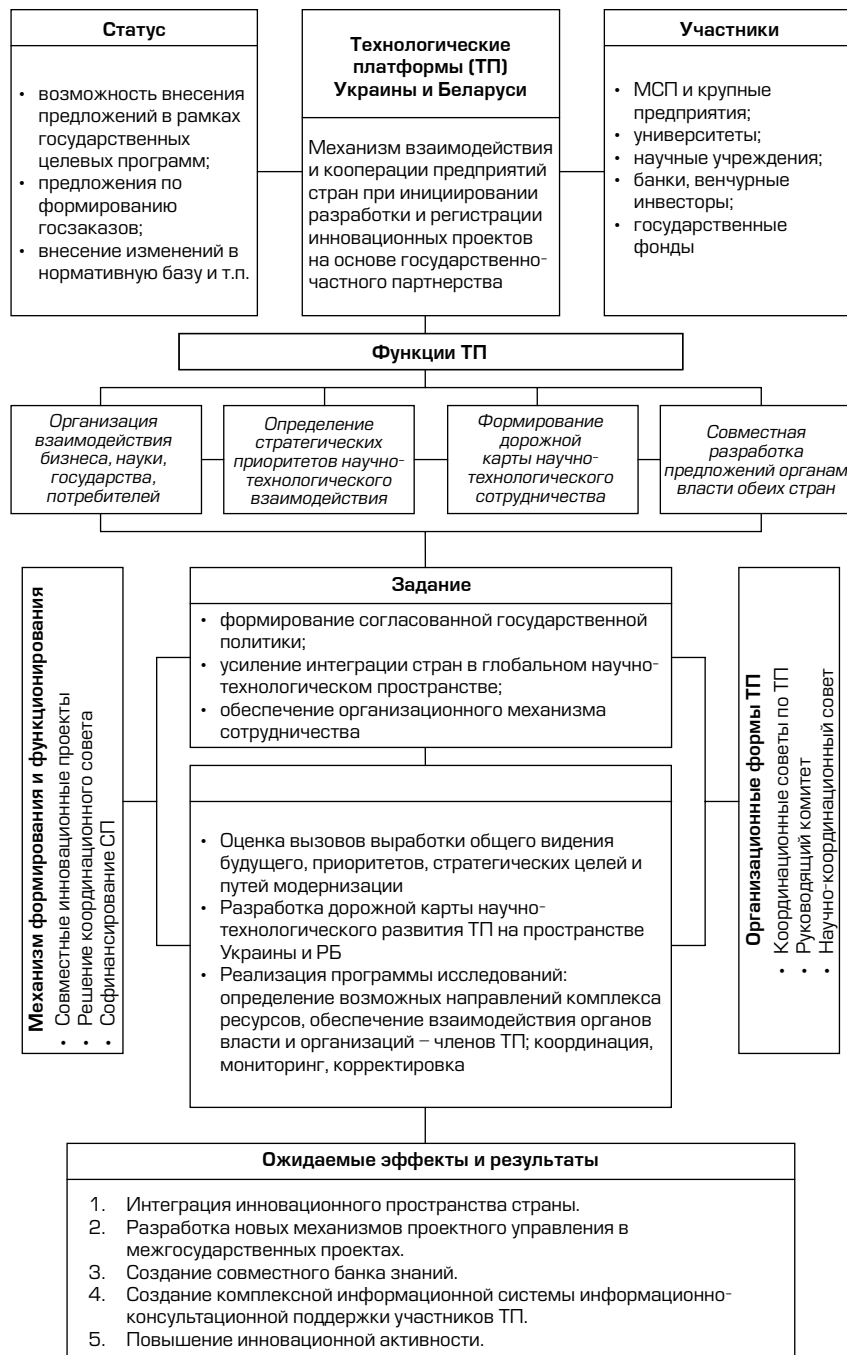 Статус
• возможность внесения
предложений в рамках
государственных
целевых программ;
• предложения по
формированию
госзаказов;
• внесение изменений в
нормативную базу и т.п.
Технологические
платформы (ТП)
Украины и Беларуси
Механизм взаимодействия
и кооперации предприятий
стран при инициировании
разработки и регистрации
инновационных проектов
на основе государственно-
частного партнерства
Участники
• МСП и крупные
предприятия;
• университеты;
• научные учреждения;
• банки, венчурные
инвесторы;
• государственные
фонды
Функции ТП
Организация
взаимодействия
бизнеса, науки,
государства,
потребителей
Определение
стратегических
приоритетов научно-
технологического
взаимодействия
Формирование
дорожной
карты научно-
технологического
сотрудничества
Совместная
разработка
предложений органам
власти обеих стран
Механизм формирования и функционирования
• Совместные инновационные проекты
• Решение координационного совета
• Софинансирование СП
Задание
• формирование согласованной государственной
политики;
• усиление интеграции стран в глобальном научно-
технологическом пространстве;
• обеспечение организационного механизма
сотрудничества
• Оценка вызовов выработки общего видения
будущего, приоритетов, стратегических целей и
путей модернизации
• Разработка дорожной карты научно-
технологического развития ТП на пространстве
Украины и РБ
• Реализация программы исследований:
определение возможных направлений комплекса
ресурсов, обеспечение взаимодействия органов
власти и организаций – членов ТП; координация,
мониторинг, корректировка
Организационные формы ТП
• Координационные советы по ТП
• Руководящий комитет
• Научно-координационный совет
Ожидаемые эффекты и результаты
1. Интеграция инновационного пространства страны.
2. Разработка новых механизмов проектного управления в
межгосударственных проектах.
3. Создание совместного банка знаний.
4. Создание комплексной информационной системы информационно-
консультационной поддержки участников ТП.
5. Повышение инновационной активности.